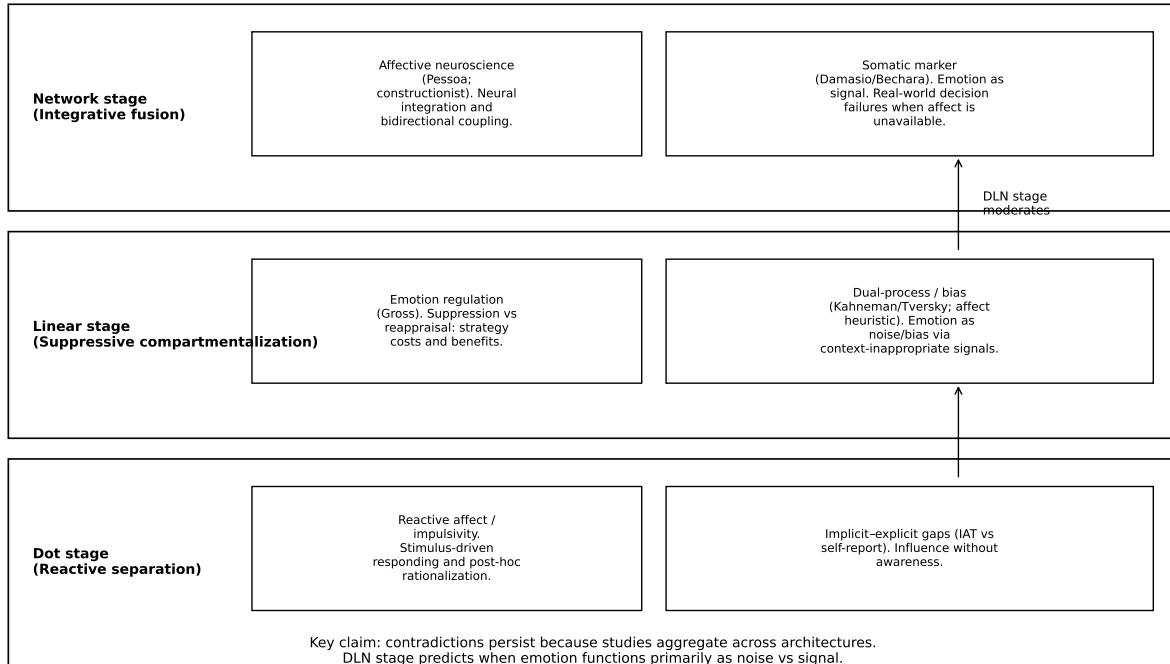 Network stage
(Integrative fusion)
Affective neuroscience
(Pessoa;
constructionist). Neural
integration and
bidirectional coupling.
Somatic marker
(Damasio/Bechara). Emotion as
signal. Real-world decision
failures when affect is
unavailable.
DLN stage
moderates
Linear stage
(Suppressive compartmentalization)
Emotion regulation
(Gross). Suppression vs
reappraisal: strategy
costs and benefits.
Dual-process / bias
(Kahneman/Tversky; affect
heuristic). Emotion as
noise/bias via
context-inappropriate signals.
Dot stage
(Reactive separation)
Reactive affect /
impulsivity.
Stimulus-driven
responding and post-hoc
rationalization.
Implicit–explicit gaps (IAT vs
self-report). Influence without
awareness.
Key claim: contradictions persist because studies aggregate across architectures.
DLN stage predicts when emotion functions primarily as noise vs signal.